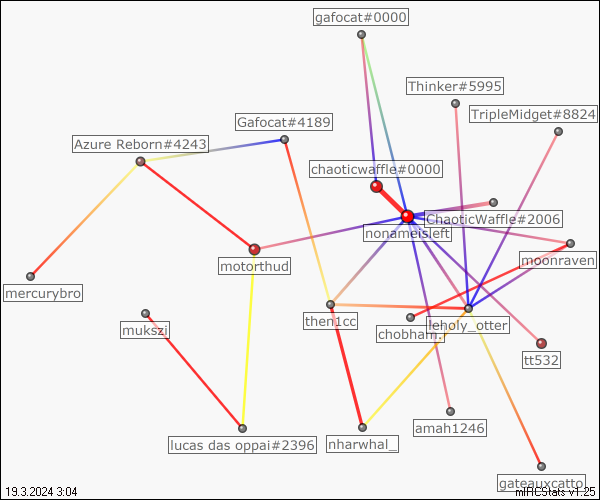 gafocat#0000
Thinker#5995
TripleMidget#8824
Gafocat#4189
Azure Reborn#4243
chaoticwaffle#0000
ChaoticWaffle#2006
nonameisleft
moonraven
motorthud
mercurybro
then1cc
leholy_otter
chobham.
mukszi
tt532
amah1246
lucas das oppai#2396
nharwhal_
gateauxcatto
19.3.2024 3:04
mIRCStats v1.25